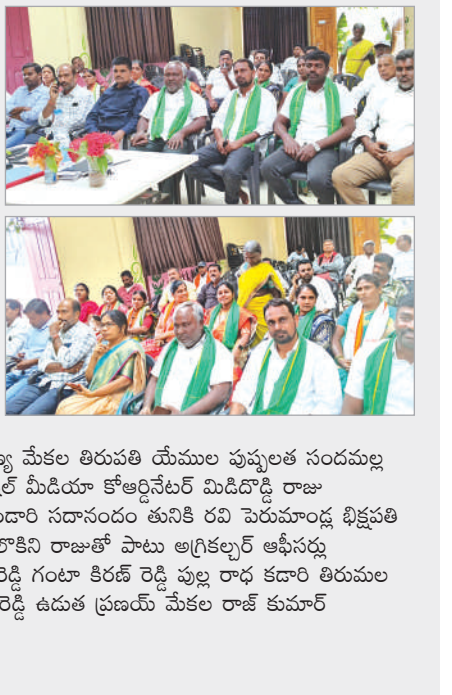 మేకల తిరుపతి యేముల పుష్పలత సందమల్ల
మీడియా కోఆర్డినేటర్ మిడిదొడ్డి రాజు
సదానందం తునికి రవి పెరుమాండ్ల భిక్షపతి
రాజుతో పాటు అగ్రికల్చర్ ఆఫీసర్లు
రెడ్డి గంటా కిరణ్ రెడ్డి పుల్ల రాధ కడారి తిరుమల
రెడ్డి ఉడుత ప్రణయ్ మేకల రాజ్ కుమార్